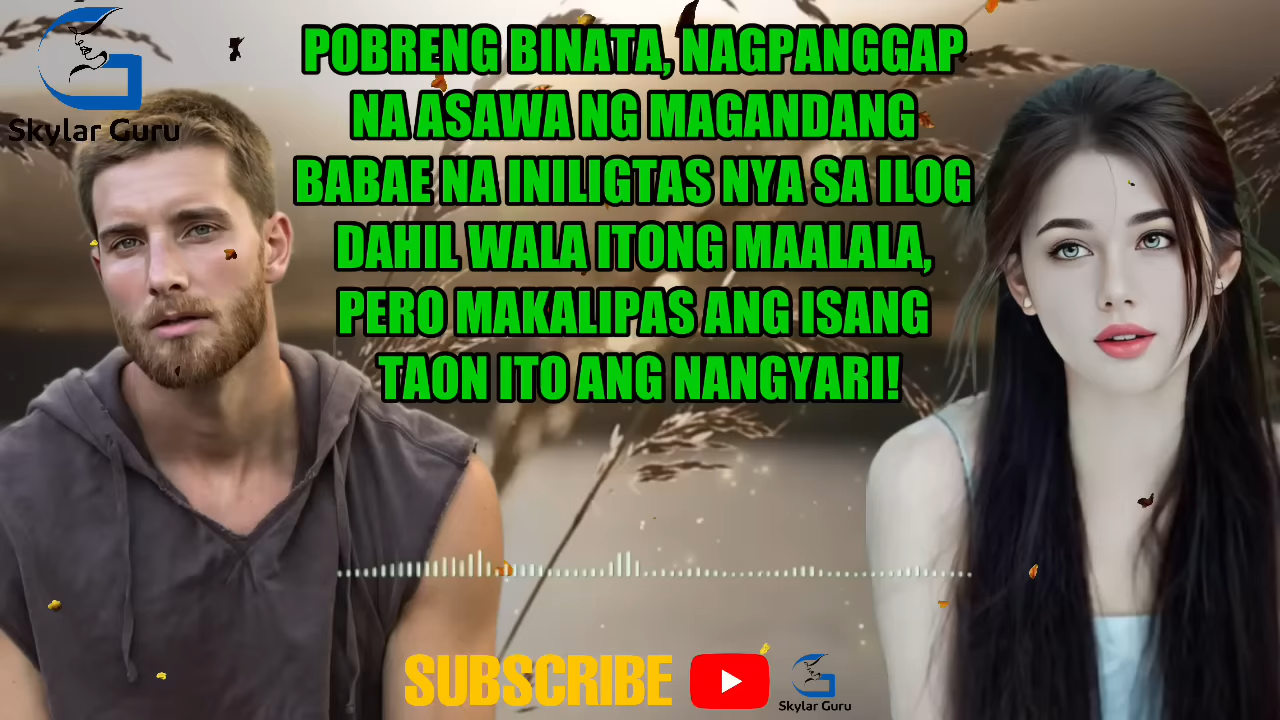 Skylar Guru
POBRENG BINATA, NAGPANGGAP
NA ASAWA NG MAGANDANG
BABAE NA INILIGTAS NYA SA ILOG
DAHIL WALA ITONG MAALALA,
PERO MAKALIPAS ANG ISANG
TAON ITO ANG NANGYARI!
SUBSCRIBE
Skylar Guru